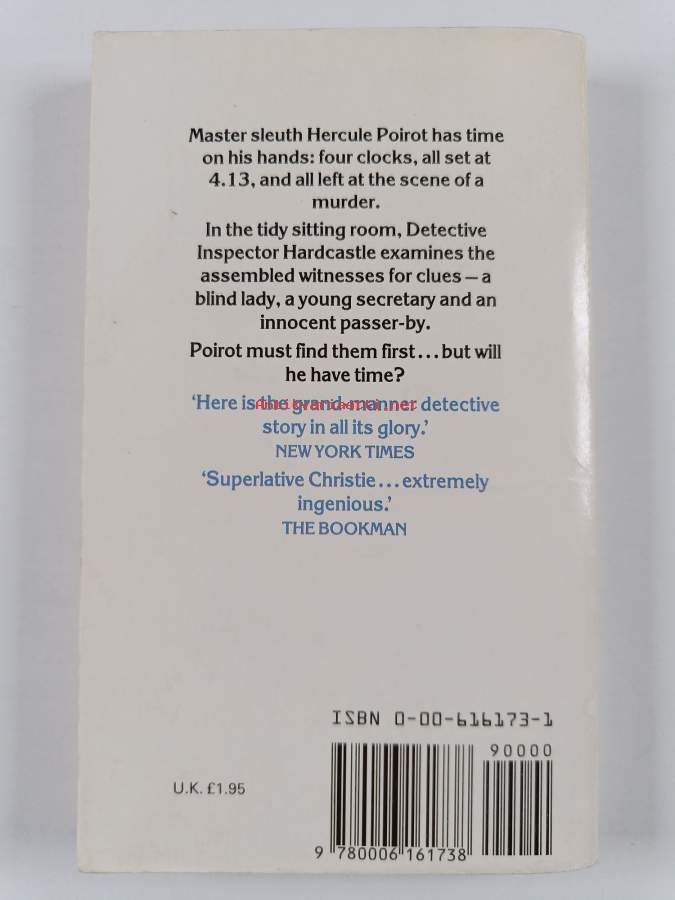 Master sleuth Hercule Poirot has time
on his hands: four clocks, all set at
4.13, and all left at the scene of a
murder.
In the tidy sitting room, Detective
Inspector Hardcastle examines the
assembled witnesses for clues – a
blind lady, a young secretary and an
innocent passer-by.
Poirot must find them first...but will
he have time?
‘Here is the grand-manner detective
story in all its glory.’
NEW YORK TIMES
‘Superlative Christie...extremely
ingenious.’
THE BOOKMAN
ISBN 0-00-616173-1
90000
U.K. £1.95
9 780006 161738